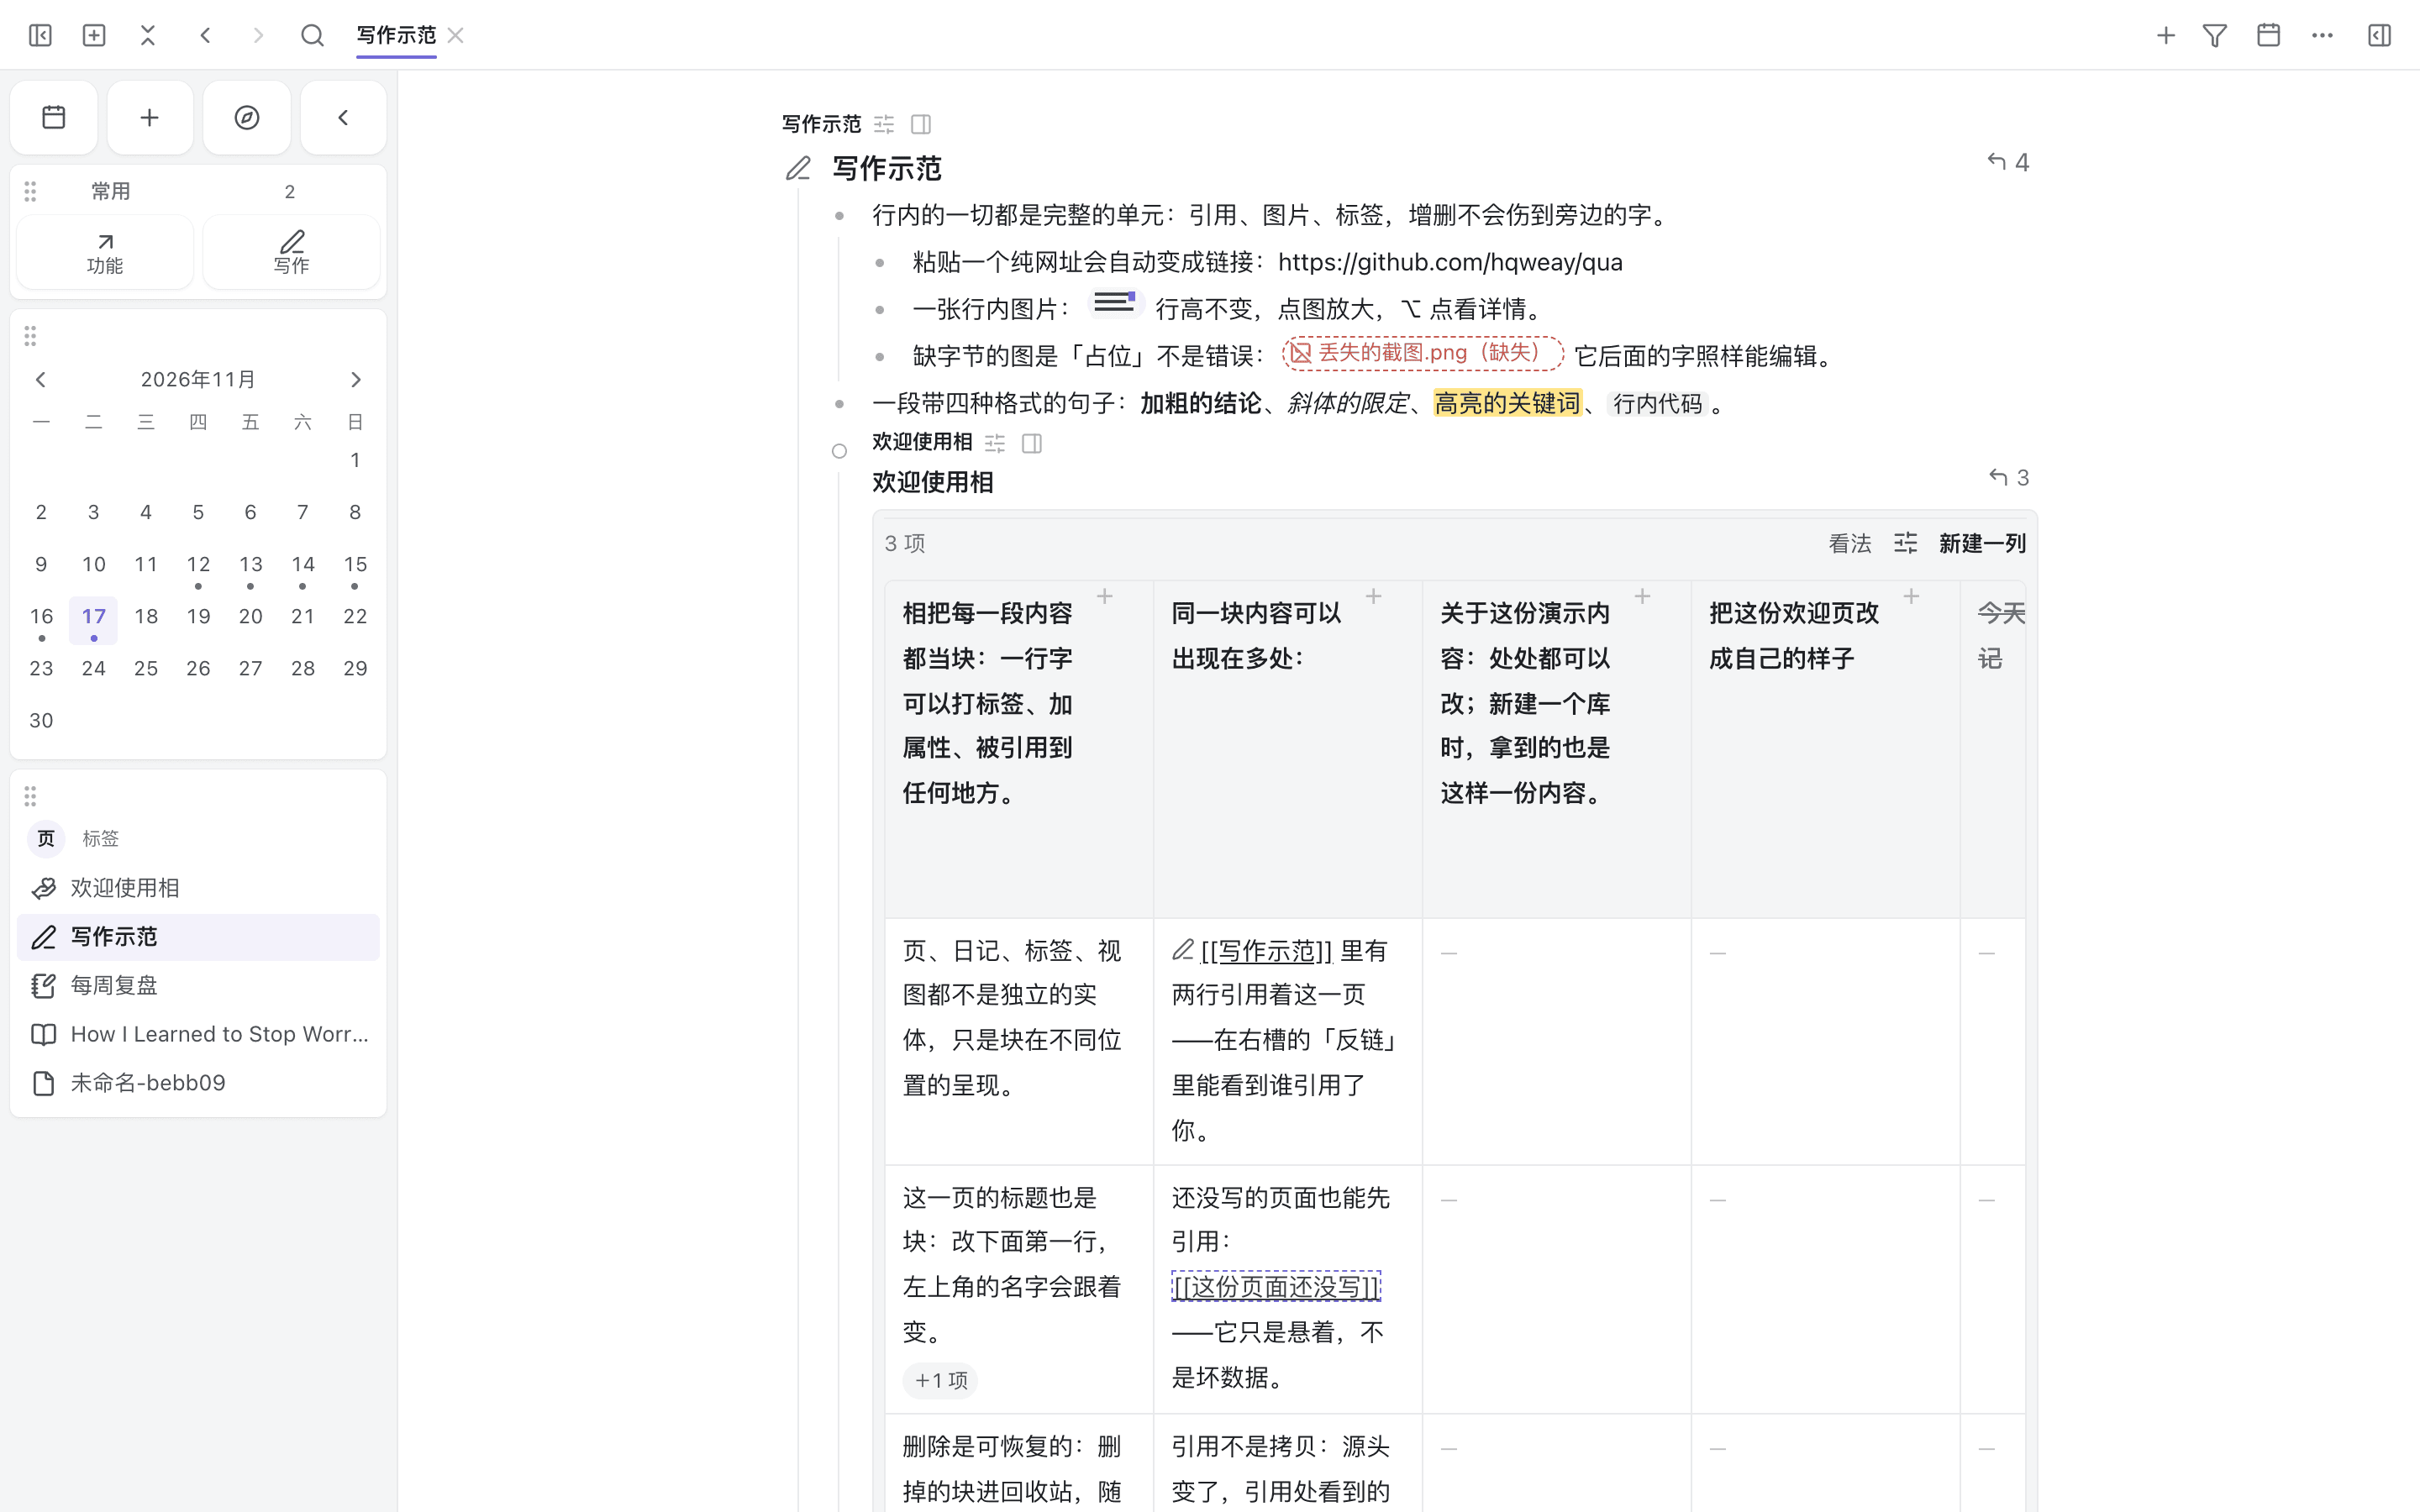 写作示范
常用 2
功能 写作
2026年11月
一 二 三 四 五 六 日
1
2 3 4 5 6 7 8
9 10 11 12 13 14 15
16 17 18 19 20 21 22
23 24 25 26 27 28 29
30
页 标签
欢迎使用相
写作示范
每周复盘
How I Learned to Stop Worr...
未命名-bebb09
写作示范
写作示范 4
行内的一切都是完整的单元：引用、图片、标签，增删不会伤到旁边的字。
粘贴一个纯网址会自动变成链接：https://github.com/hqweay/qua
一张行内图片： 行高不变，点图放大，⌥ 点看详情。
缺字节的图是「占位」不是错误： 丢失的截图.png（缺失） 它后面的字照样能编辑。
一段带四种格式的句子：加粗的结论、斜体的限定、高亮的关键词、行内代码。
欢迎使用相
欢迎使用相 3
3 项 看法 新建一列
相把每一段内容
都当块：一行字
可以打标签、加
属性、被引用到
任何地方。
同一块内容可以
出现在多处：
关于这份演示内
容：处处都可以
改；新建一个库
时，拿到的也是
这样一份内容。
把这份欢迎页改
成自己的样子
今天
记
页、日记、标签、视
图都不是独立的实
体，只是块在不同位
置的呈现。
[[写作示范]] 里有
两行引用着这一页
——在右槽的「反链」
里能看到谁引用了
你。
—
—
—
这一页的标题也是
块：改下面第一行，
左上角的名字会跟着
变。
+1 项
还没写的页面也能先
引用：
[[这份页面还没写]]
——它只是悬着，不
是坏数据。
—
—
—
删除是可恢复的：删
掉的块进回收站，随
引用不是拷贝：源头
变了，引用处看到的
—
—
—